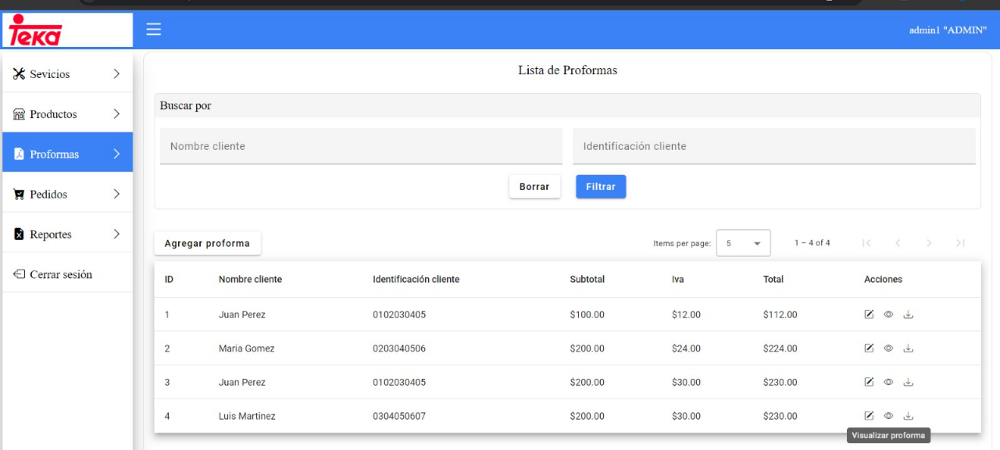 Teka
admin1 "ADMIN"
Sevicios
Productos
Proformas
Pedidos
Reportes
Cerrar sesión
Lista de Proformas
Buscar por
Nombre cliente
Identificación cliente
Borrar
Filtrar
Agregar proforma
Items per page: 5 1 – 4 of 4
ID Nombre cliente Identificación cliente Subtotal Iva Total Acciones
1 Juan Perez 0102030405 $100.00 $12.00 $112.00
2 Maria Gomez 0203040506 $200.00 $24.00 $224.00
3 Juan Perez 0102030405 $200.00 $30.00 $230.00
4 Luis Martinez 0304050607 $200.00 $30.00 $230.00
Visualizar proforma